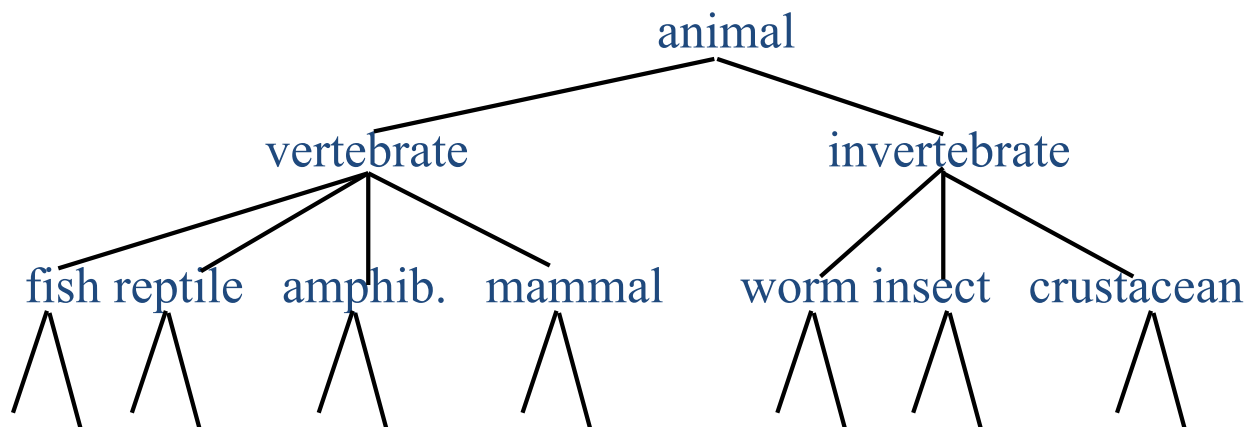 animal
vertebrate invertebrate
fish reptile amphib. mammal worm insect crustacean